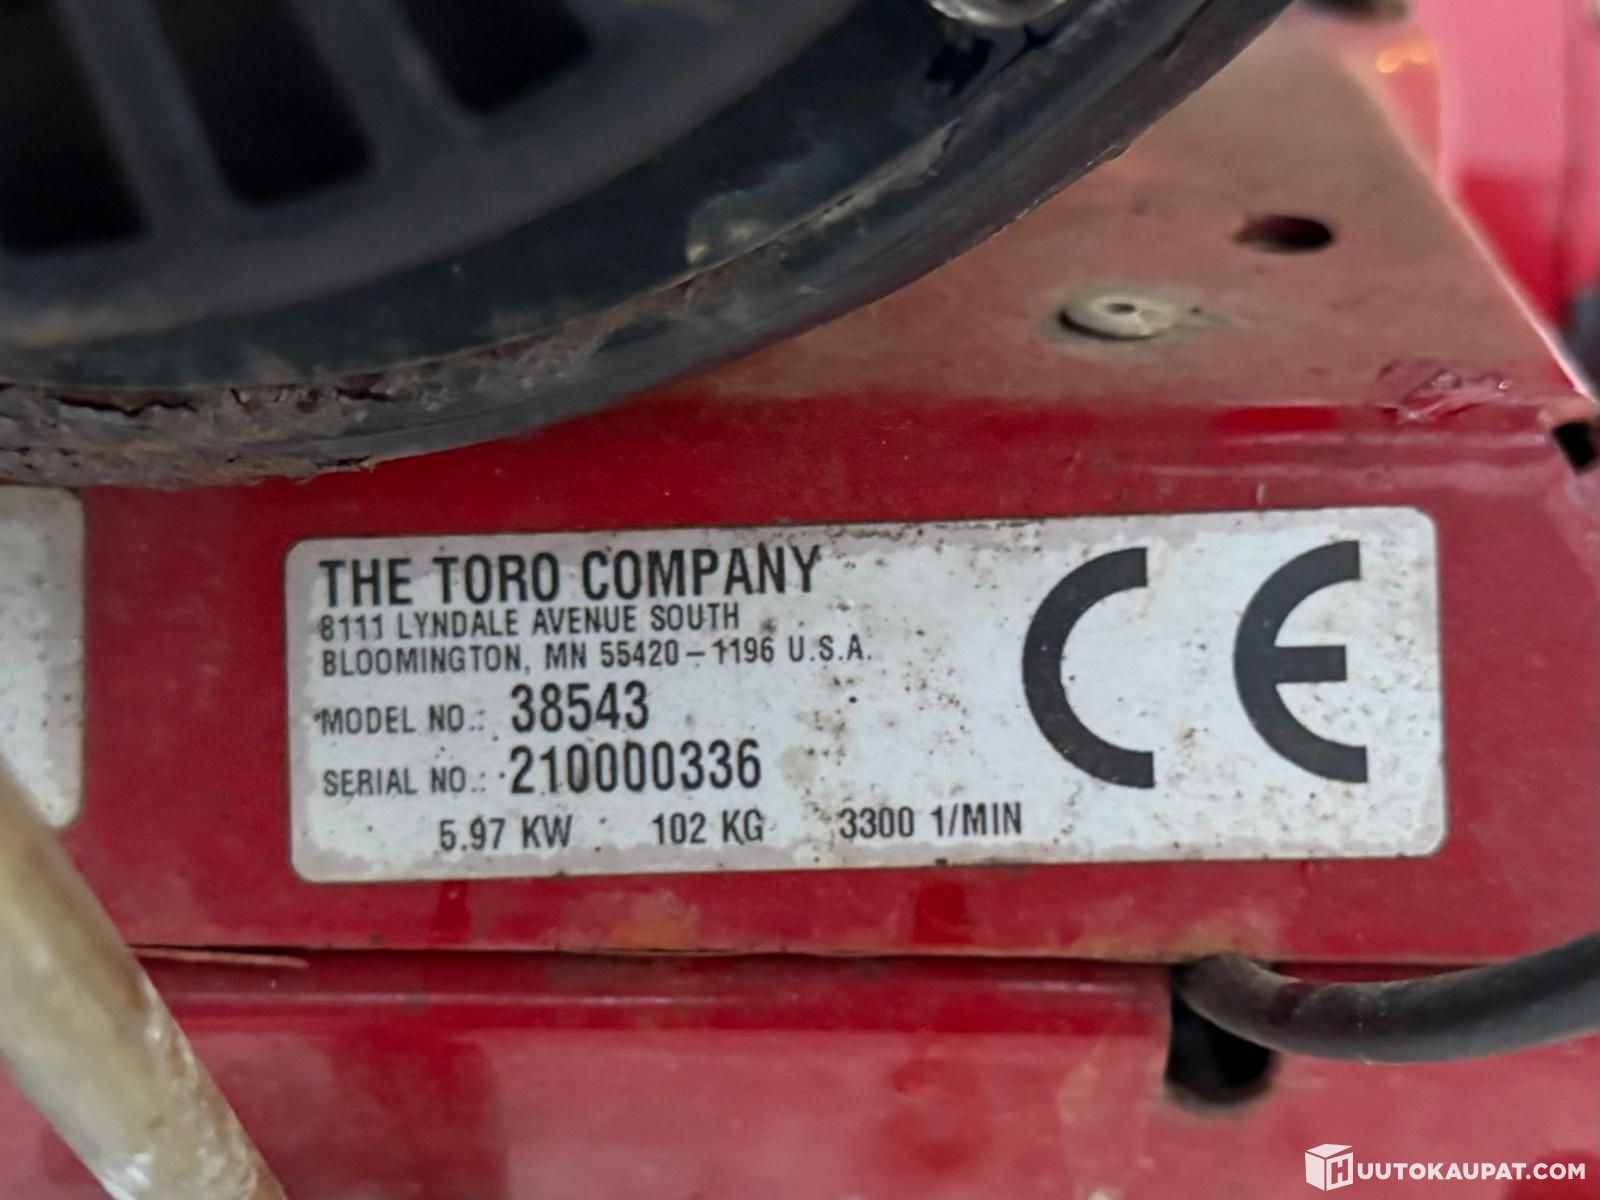 THE TORO COMPANY
8111 LYNDALE AVENUE SOUTH
BLOOMINGTON, MN 55420-1196 U.S.A.
MODEL NO.: 38543
SERIAL NO.: 210000336
5.97 KW 102 KG 3300 1/MIN
CE
HUUTOKAUPAT.COM